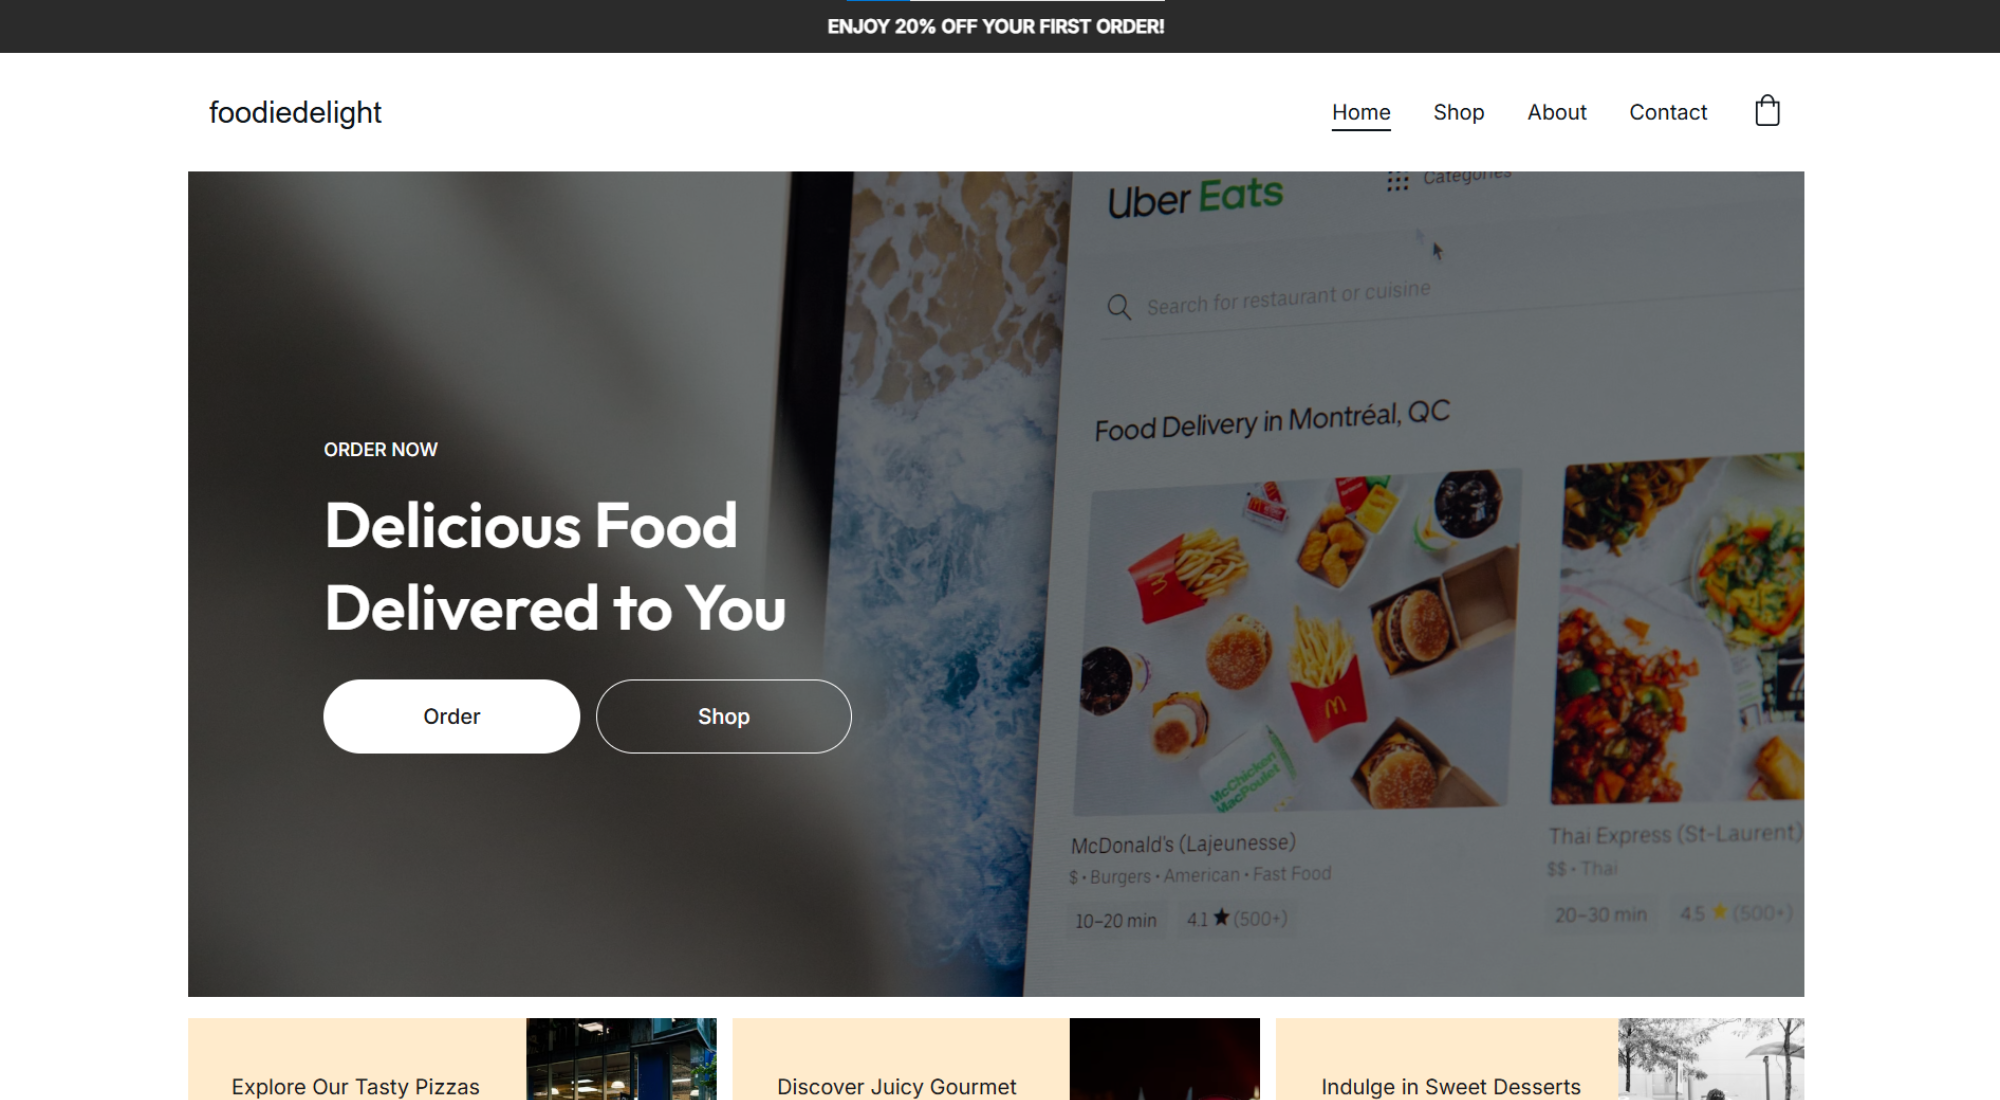 ENJOY 20% OFF YOUR FIRST ORDER!
foodiedelight
Home Shop About Contact
Uber Eats
Categories
Search for restaurant or cuisine
Food Delivery in Montréal, QC
ORDER NOW
Delicious Food
Delivered to You
Order
Shop
McChicken
MacPoulet
McDonald's (Lajeunesse)
$ • Burgers • American • Fast Food
10–20 min 4.1 ★ (500+)
Thai Express (St-Laurent)
$$ • Thai
20–30 min 4.5 ★ (500+)
Explore Our Tasty Pizzas
Discover Juicy Gourmet
Indulge in Sweet Desserts